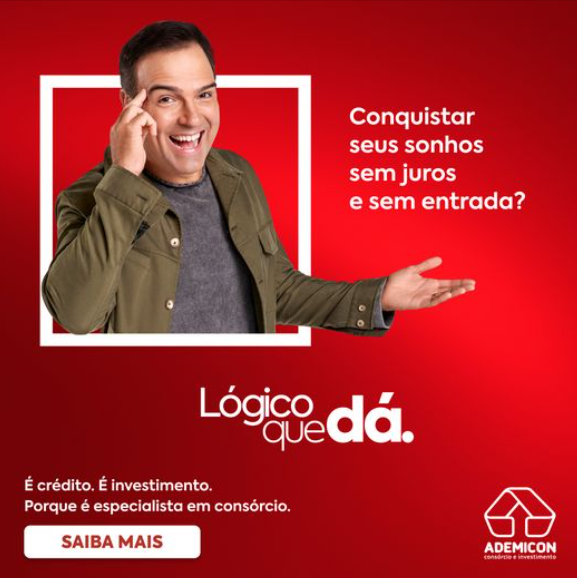 Conquistar
seus sonhos
sem juros
e sem entrada?
Lógico
que dá.
É crédito. É investimento.
Porque é especialista em consórcio.
SAIBA MAIS
ADEMICON
consórcio e investimento